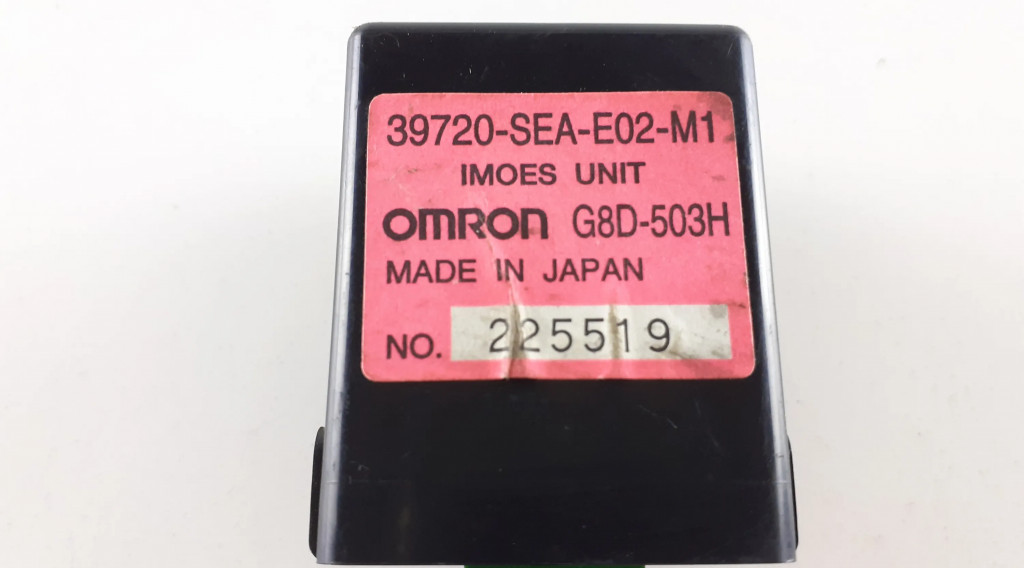 39720-SEA-E02-M1
IMOES UNIT
OMRON G8D-503H
MADE IN JAPAN
NO. 225519